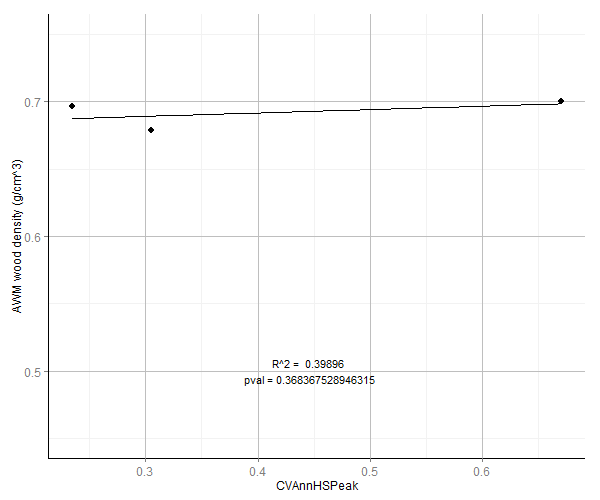 AWM wood density (g/cm^3)
0.7
0.6
0.5
R^2 =  0.39896
pval = 0.368367528946315
0.3 0.4 0.5 0.6
CVAnnHSPeak